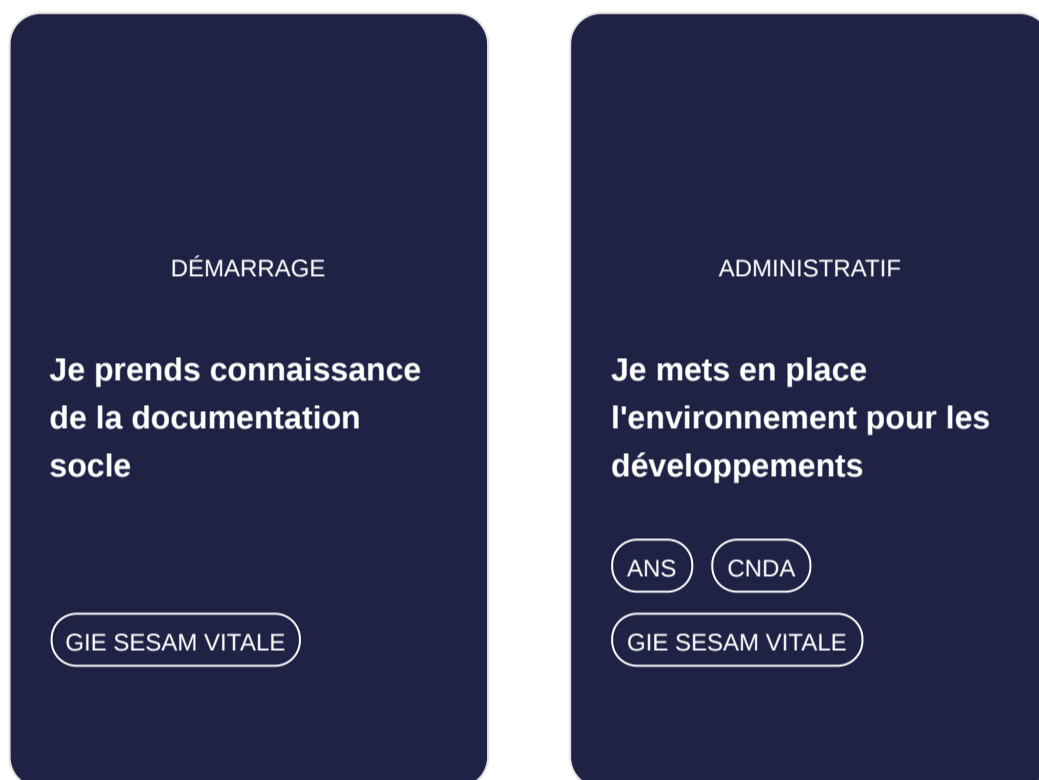 DÉMARRAGE
Je prends connaissance
de la documentation
socle
GIE SESAM VITALE
ADMINISTRATIF
Je mets en place
l'environnement pour les
développements
ANS CNDA
GIE SESAM VITALE